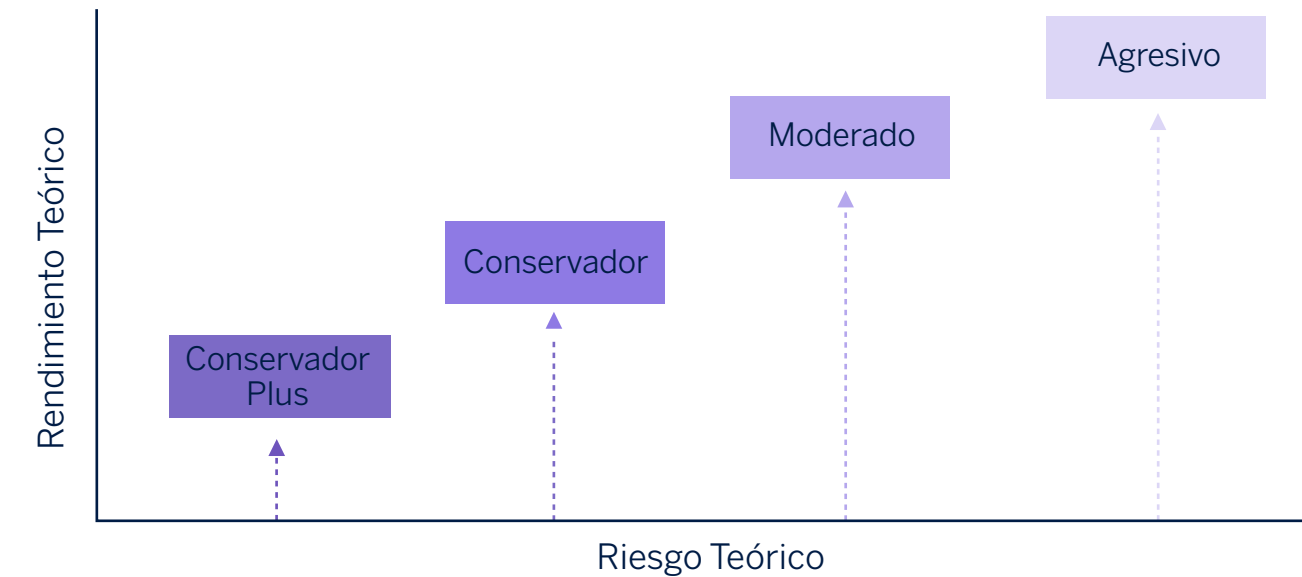 Rendimiento Teórico
Agresivo
Moderado
Conservador
Conservador
Plus
Riesgo Teórico